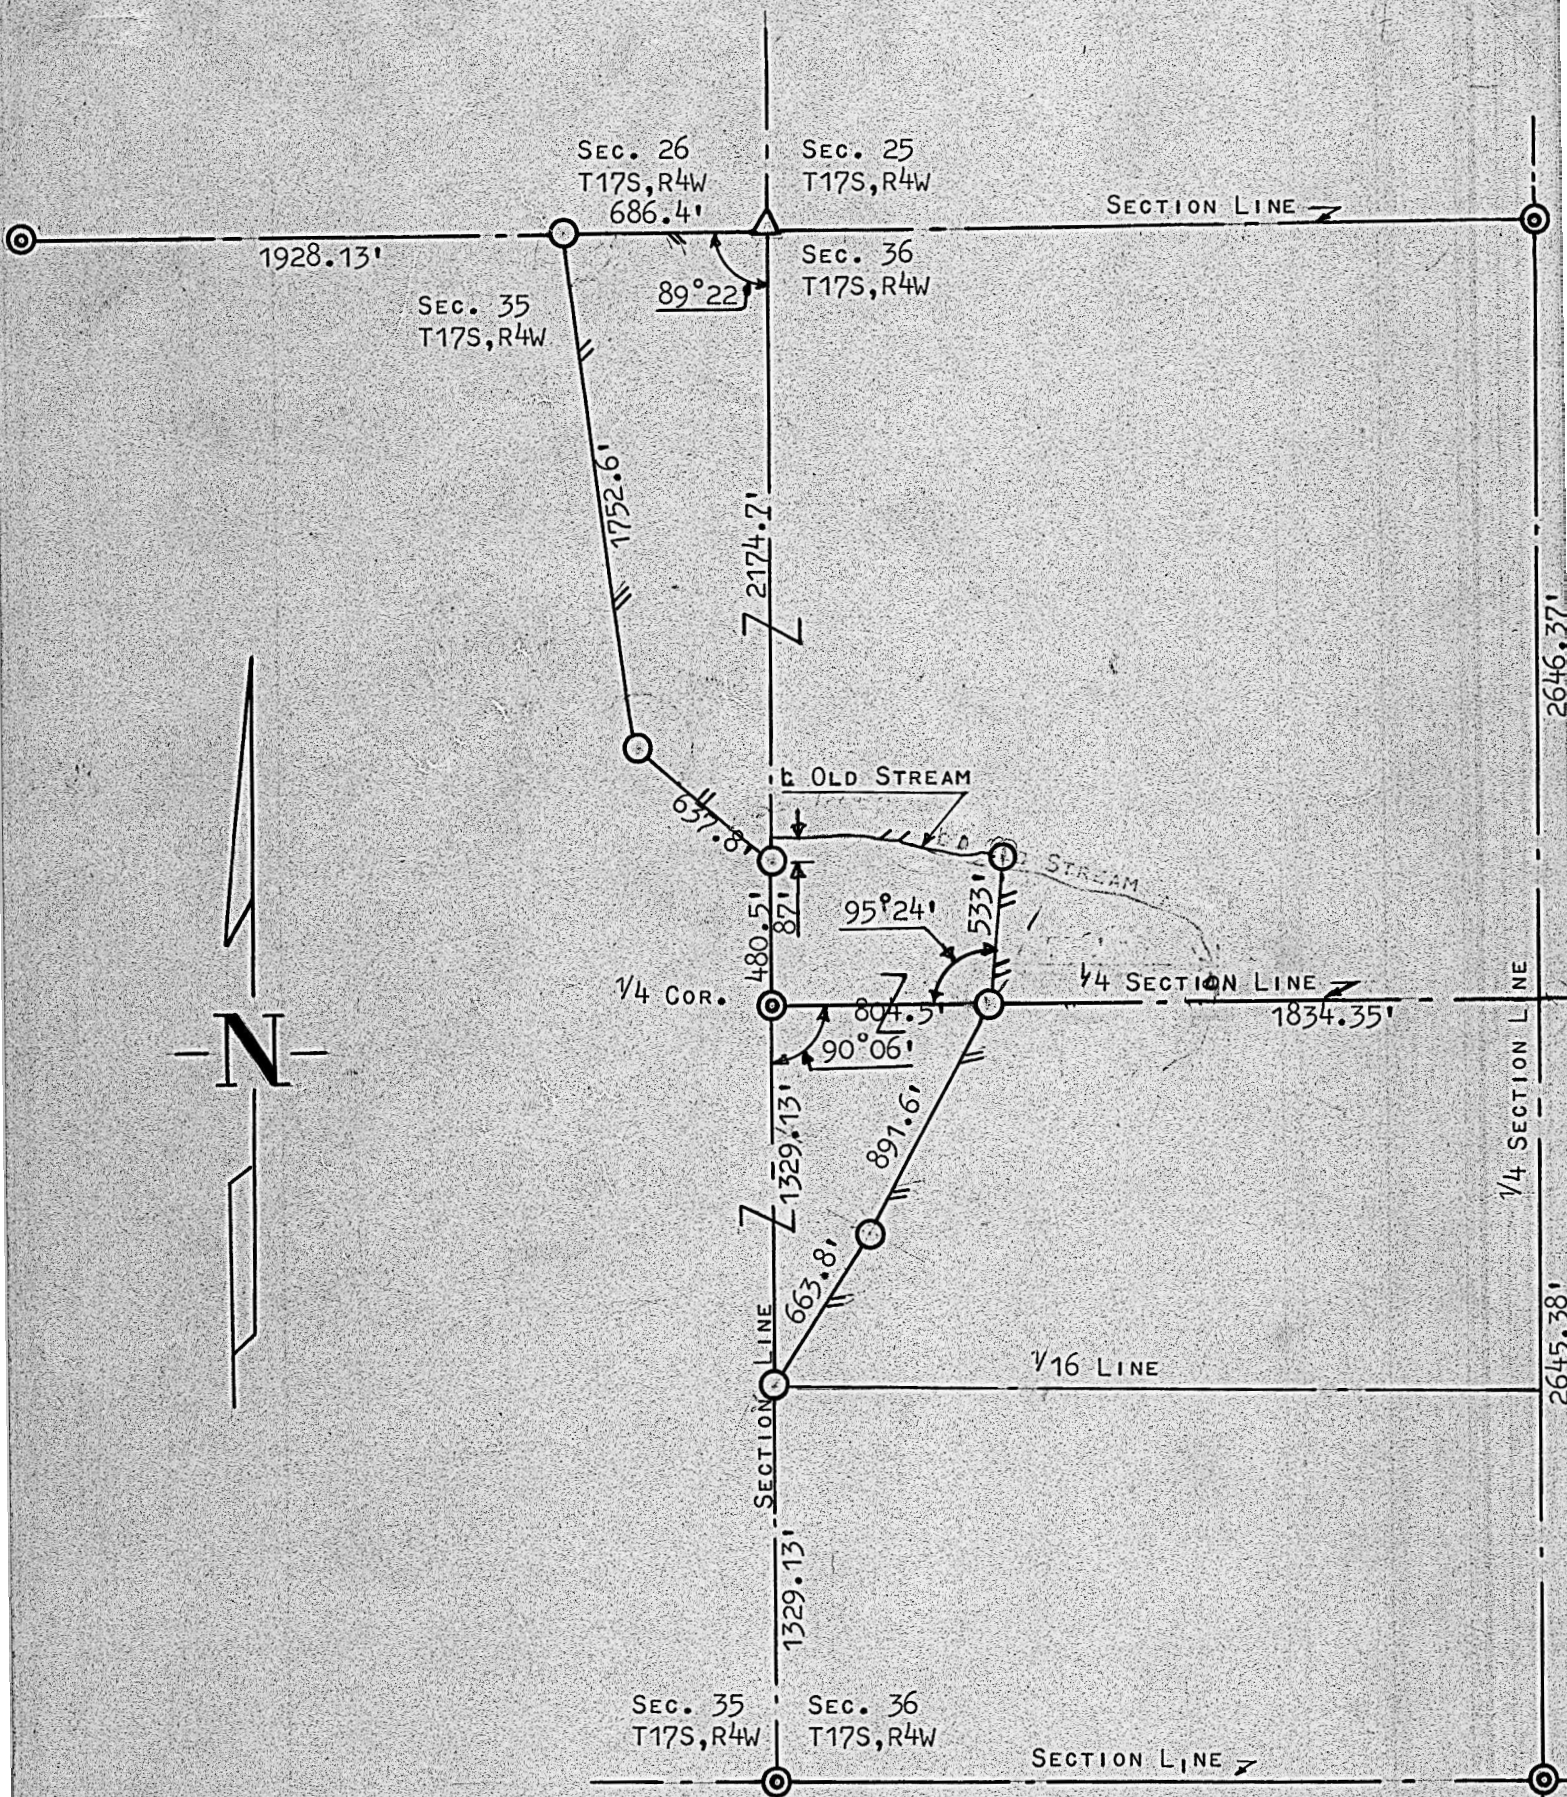 Sec. 26
T17S,R4W
Sec. 25
T17S,R4W
686.4'
Section Line
1928.13'
Sec. 36
T17S,R4W
89°22'
Sec. 35
T17S,R4W
1752.6'
2174.7'
2646.37'
℄ Old Stream
637.8'
Old Stream
480.5'
87'
95°24'
533'
1/4 Cor.
1/4 Section Line
804.5'
1834.35'
90°06'
N
1329.13'
891.6'
1/4 Section Line
663.8'
Section Line
1/16 Line
2645.38'
1329.13'
Sec. 35
T17S,R4W
Sec. 36
T17S,R4W
Section Line